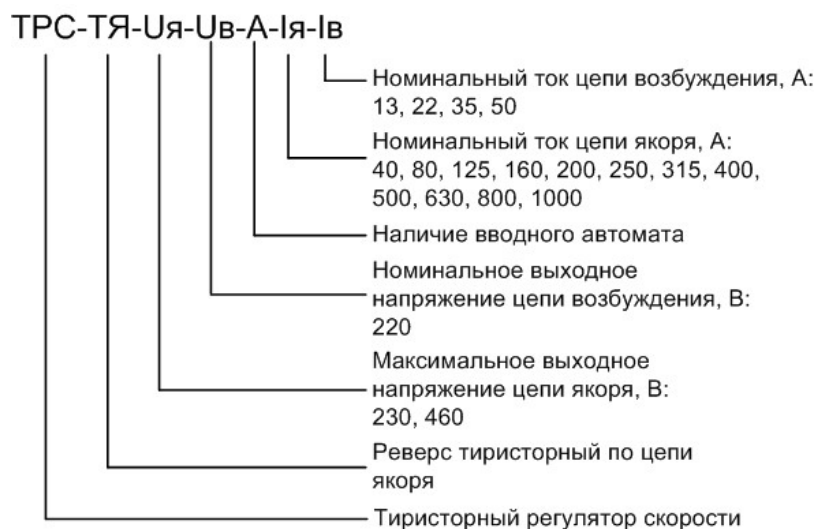 ТРС-ТЯ-Uя-Uв-А-Iя-Iв
Номинальный ток цепи возбуждения, А:
13, 22, 35, 50
Номинальный ток цепи якоря, А:
40, 80, 125, 160, 200, 250, 315, 400,
500, 630, 800, 1000
Наличие вводного автомата
Номинальное выходное
напряжение цепи возбуждения, В:
220
Максимальное выходное
напряжение цепи якоря, В:
230, 460
Реверс тиристорный по цепи
якоря
Тиристорный регулятор скорости